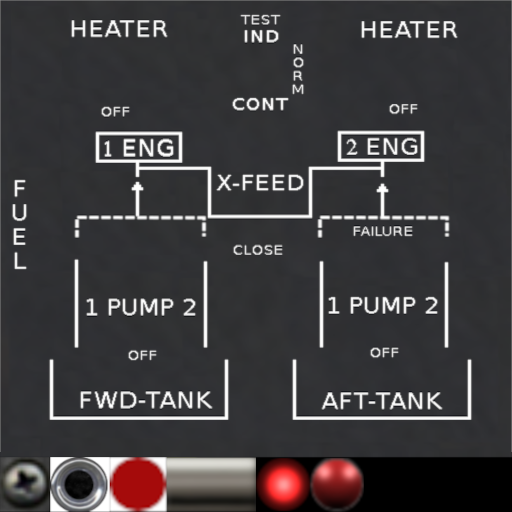 HEATER
TEST
IND
HEATER
NORM
CONT
OFF
OFF
1 ENG
2 ENG
X-FEED
FUEL
FAILURE
CLOSE
1 PUMP 2
1 PUMP 2
OFF
OFF
FWD-TANK
AFT-TANK